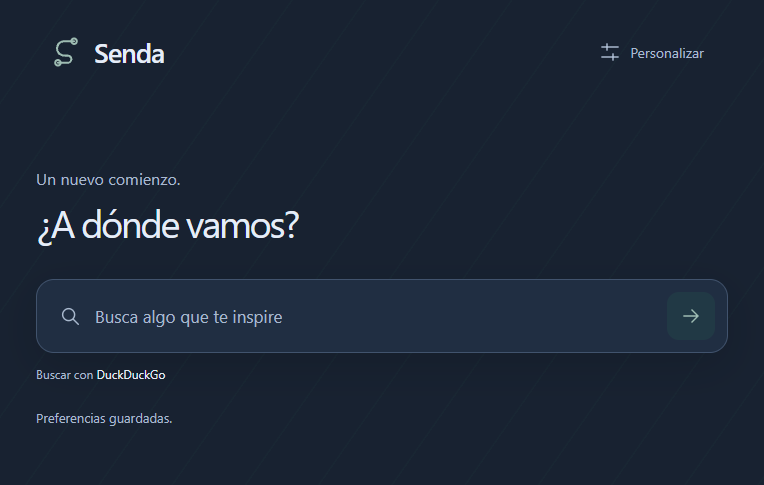 Senda
Personalizar
Un nuevo comienzo.
¿A dónde vamos?
Busca algo que te inspire
Buscar con DuckDuckGo
Preferencias guardadas.